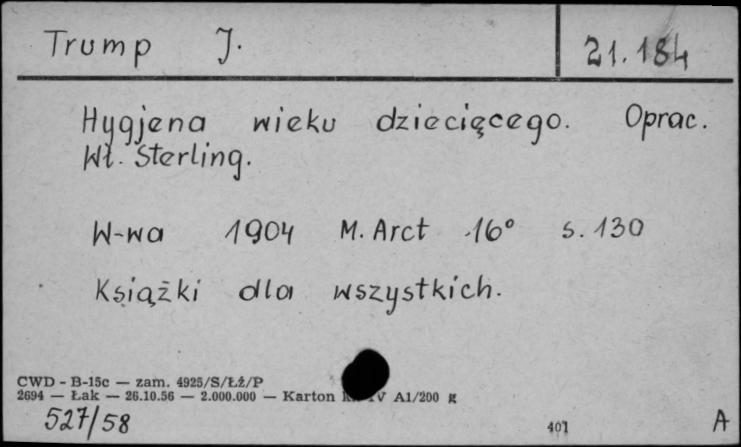 Trump J. 21.184
Hygjena wieku dziecięcego. Oprac.
Wł. Sterling.
W-wa 1904 M. Arct 16° s. 130
Książki dla wszystkich.
CWD - B-15c — zam. 4925/S/Łż/P
2694 — Łak — 26.10.56 — 2.000.000 — Karton A1/200 g
527/58 401 A